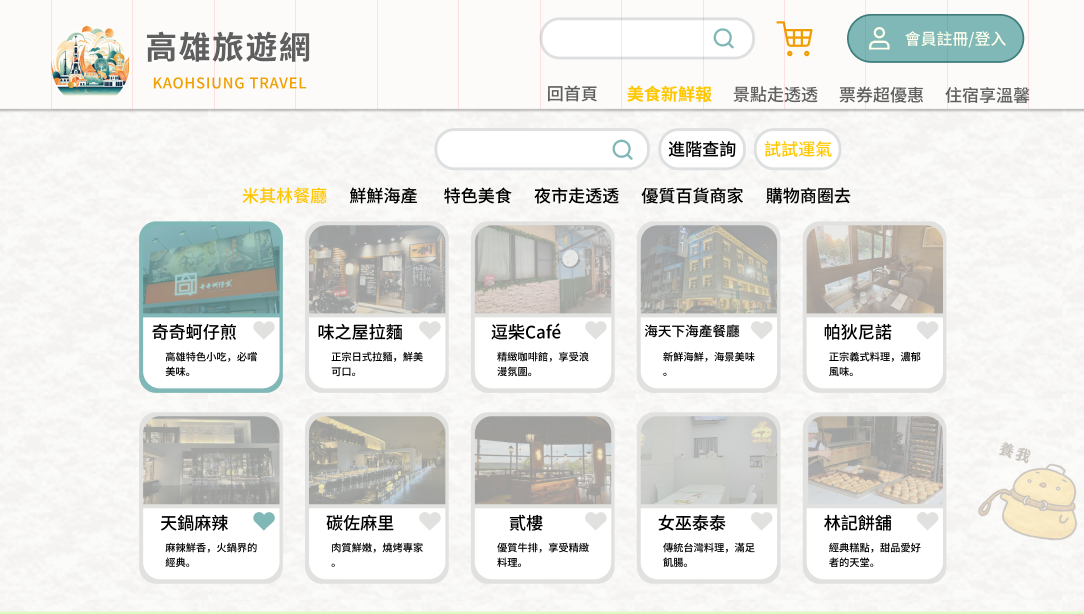 高雄旅遊網
KAOHSIUNG TRAVEL
會員註冊/登入
回首頁 美食新鮮報 景點走透透 票券超優惠 住宿享溫馨
進階查詢 試試運氣
米其林餐廳 鮮鮮海產 特色美食 夜市走透透 優質百貨商家 購物商圈去
奇奇蚵仔煎
高雄特色小吃，必嚐
美味。
味之屋拉麵
正宗日式拉麵，鮮美
可口。
逗柴Café
精緻咖啡館，享受浪
漫氛圍。
海天下海產餐廳
新鮮海鮮，海景美味
。
帕狄尼諾
正宗義式料理，濃郁
風味。
天鍋麻辣
麻辣鮮香，火鍋界的
經典。
碳佐麻里
肉質鮮嫩，燒烤專家
。
貳樓
優質牛排，享受精緻
料理。
女巫泰泰
傳統台灣料理，滿足
飢腸。
林記餅舖
經典糕點，甜品愛好
者的天堂。
養我